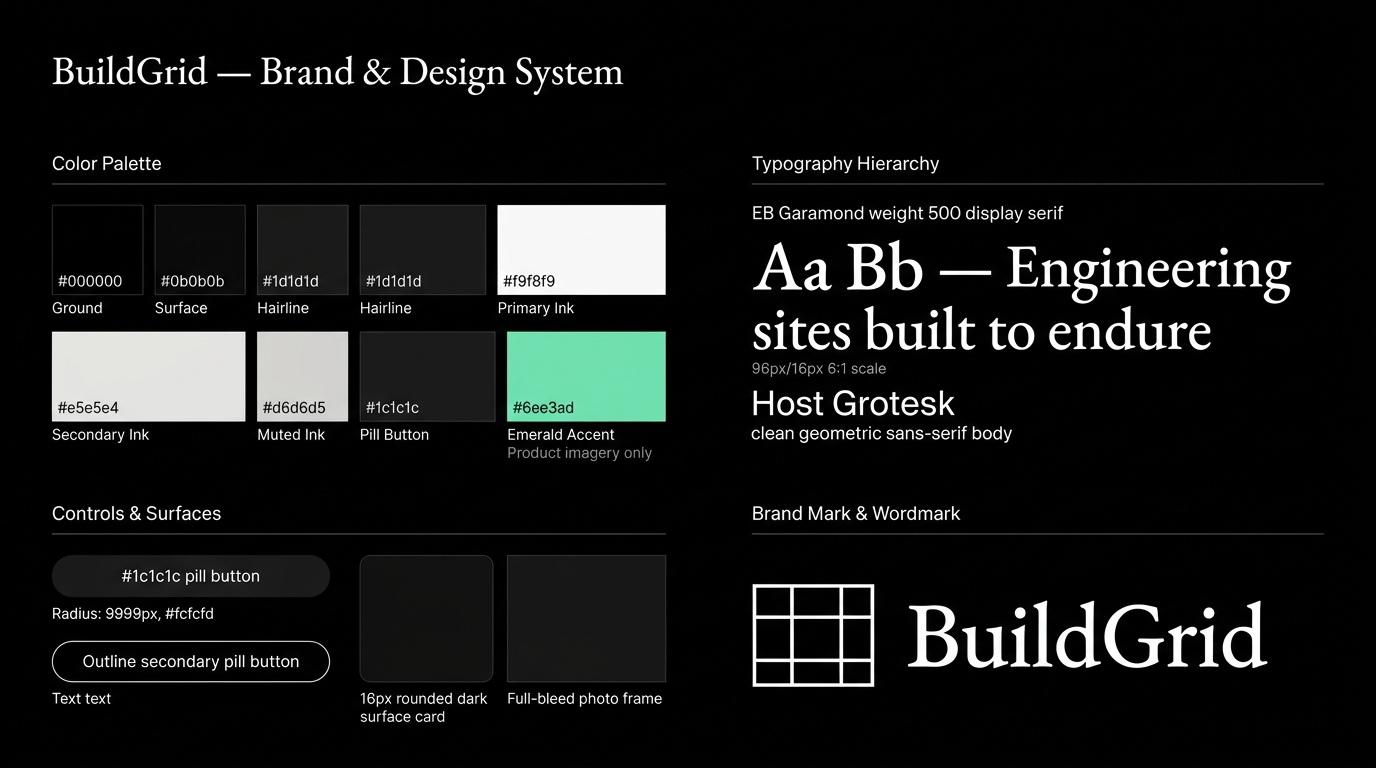 BuildGrid — Brand & Design System
Color Palette
#000000
#0b0b0b
#1d1d1d
#1d1d1d
#f9f8f9
Ground
Surface
Hairline
Hairline
Primary Ink
#e5e5e4
#d6d6d5
#1c1c1c
#6ee3ad
Secondary Ink
Muted Ink
Pill Button
Emerald Accent
Product imagery only
Typography Hierarchy
EB Garamond weight 500 display serif
Aa Bb — Engineering
sites built to endure
96px/16px 6:1 scale
Host Grotesk
clean geometric sans-serif body
Controls & Surfaces
#1c1c1c pill button
Radius: 9999px, #fcfcfd
Outline secondary pill button
Text text
16px rounded dark
surface card
Full-bleed photo frame
Brand Mark & Wordmark
BuildGrid